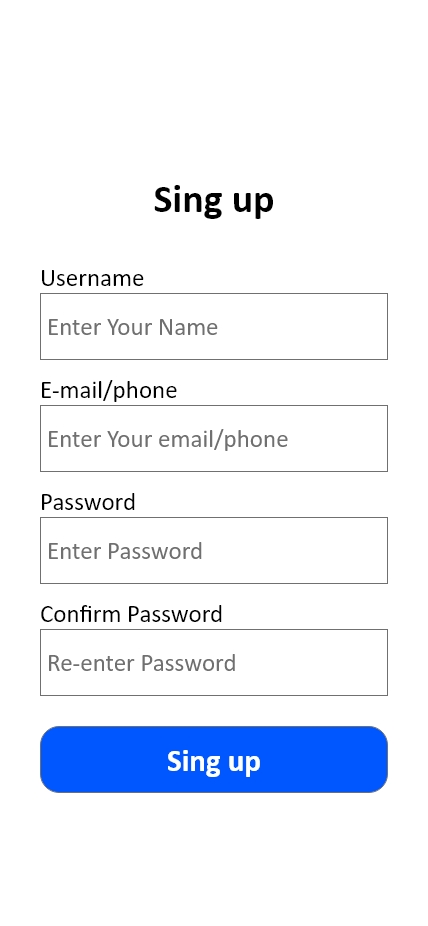 Sing up
Username
Enter Your Name
E-mail/phone
Enter Your email/phone
Password
Enter Password
Confirm Password
Re-enter Password
Sing up